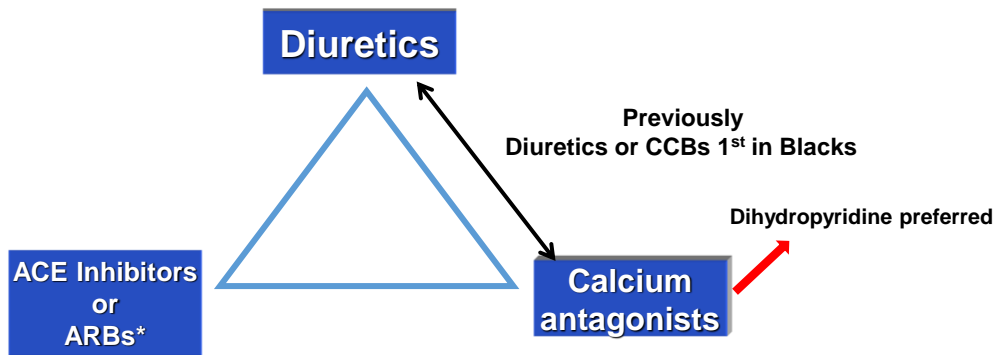 Diuretics
Previously
Diuretics or CCBs 1st in Blacks
Dihydropyridine preferred
ACE Inhibitors
or
ARBs*
Calcium
antagonists